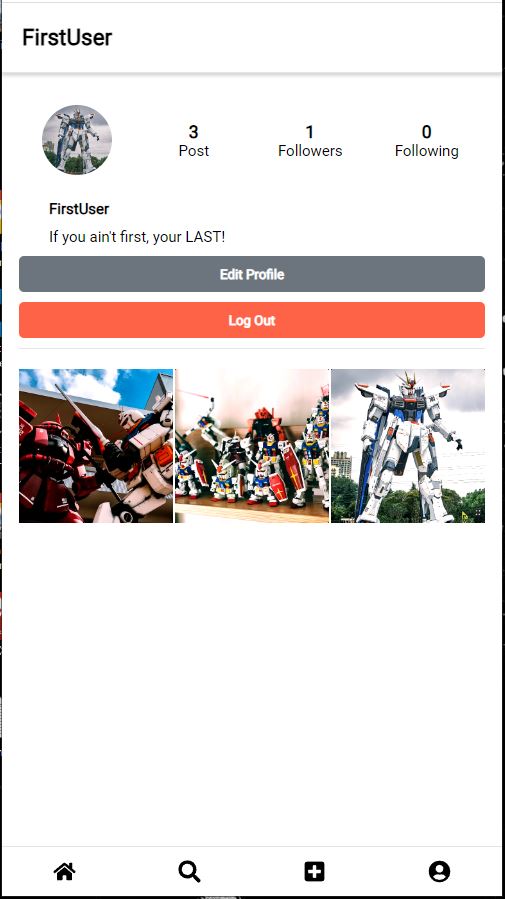 FirstUser
3 1 0
Post Followers Following
FirstUser
If you ain't first, your LAST!
Edit Profile
Log Out